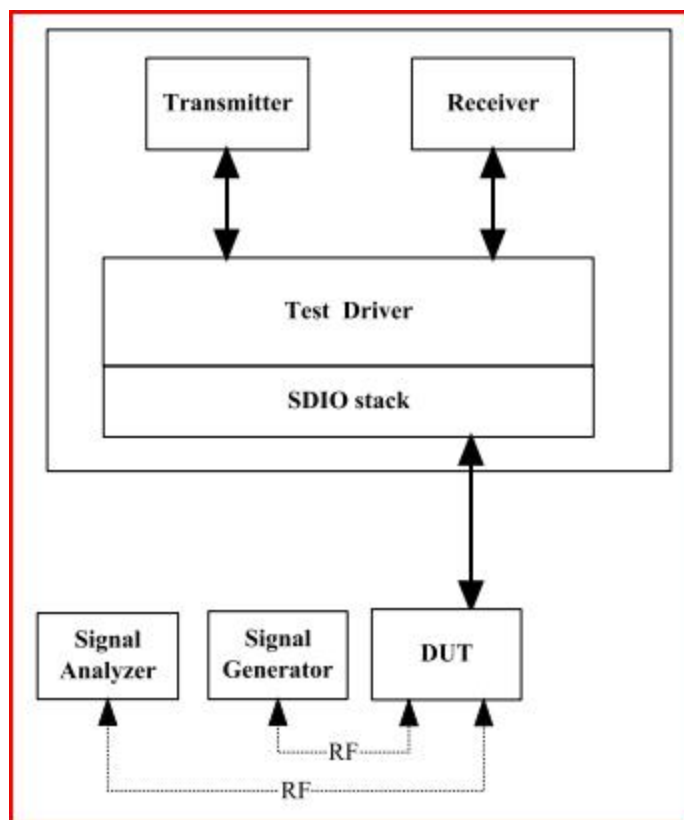 Transmitter
Receiver
Test Driver
SDIO stack
Signal
Analyzer
Signal
Generator
DUT
RF
RF